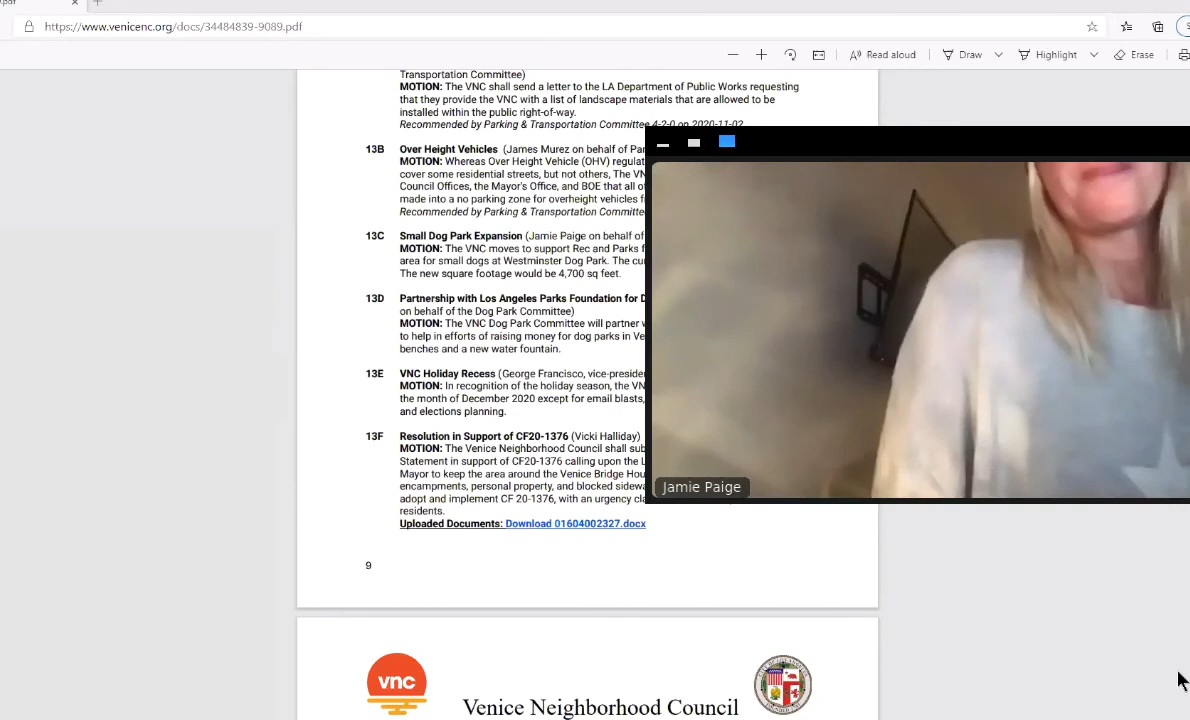 .pdf
https://www.venicenc.org/docs/34484839-9089.pdf
Read aloud
Draw
Highlight
Erase
Transportation Committee)
MOTION: The VNC shall send a letter to the LA Department of Public Works requesting
that they provide the VNC with a list of landscape materials that are allowed to be
installed within the public right-of-way.
Recommended by Parking & Transportation Committee 4-2-0 on 2020-11-02
13B Over Height Vehicles (James Murez on behalf of Par
MOTION: Whereas Over Height Vehicle (OHV) regulat
cover some residential streets, but not others, The VN
Council Offices, the Mayor's Office, and BOE that all of
made into a no parking zone for overheight vehicles f
Recommended by Parking & Transportation Committe
13C Small Dog Park Expansion (Jamie Paige on behalf of
MOTION: The VNC moves to support Rec and Parks f
area for small dogs at Westminster Dog Park. The cu
The new square footage would be 4,700 sq feet.
13D Partnership with Los Angeles Parks Foundation for D
on behalf of the Dog Park Committee)
MOTION: The VNC Dog Park Committee will partner w
to help in efforts of raising money for dog parks in Ve
benches and a new water fountain.
13E VNC Holiday Recess (George Francisco, vice-preside
MOTION: In recognition of the holiday season, the VN
the month of December 2020 except for email blasts,
and elections planning.
13F Resolution in Support of CF20-1376 (Vicki Halliday)
MOTION: The Venice Neighborhood Council shall sub
Statement in support of CF20-1376 calling upon the L
Mayor to keep the area around the Venice Bridge Hou
encampments, personal property, and blocked sidew
adopt and implement CF 20-1376, with an urgency cla
residents.
Uploaded Documents: Download 01604002327.docx
9
Jamie Paige
vnc
Venice Neighborhood Council